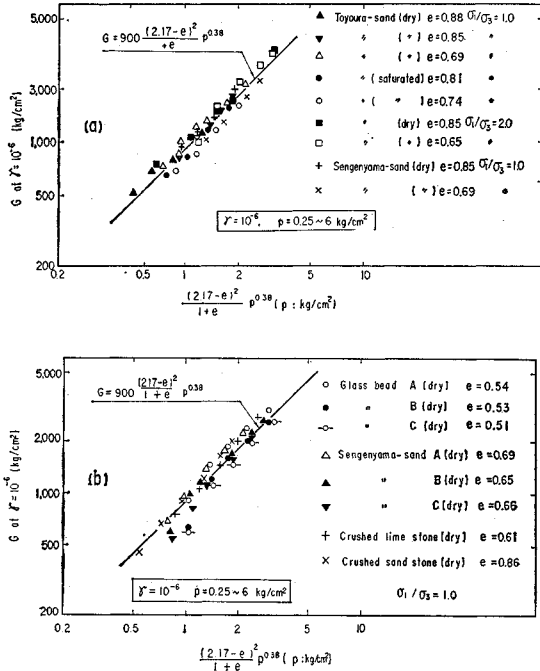 (a)
G at γ=10⁻⁶ (kg/cm²)
5,000
3,000
1,000
500
200
G = 900 (2.17-e)² / +e p^0.38
▲ Toyoura-sand (dry) e=0.88 σ1/σ3=1.0
▼ 〃 (〃) e=0.85 〃
△ 〃 (〃) e=0.69 〃
● 〃 (saturated) e=0.81 〃
○ 〃 (〃) e=0.74 〃
■ 〃 (dry) e=0.85 σ1/σ3=2.0
□ 〃 (〃) e=0.65 〃
+ Sengenyama-sand (dry) e=0.85 σ1/σ3=1.0
× 〃 (〃) e=0.69 〃
γ=10⁻⁶, p=0.25~6 kg/cm²
0.2 0.5 1 2 5 10
(2.17-e)² / 1+e p^0.38 (p : kg/cm²)
(b)
G at γ=10⁻⁶ (kg/cm²)
5,000
2,000
1,000
500
200
G=900 (2.17-e)² / 1+e p^0.38
○ Glass bead A (dry) e=0.54
● 〃 B (dry) e=0.53
-○- 〃 C (dry) e=0.51
△ Sengenyama-sand A (dry) e=0.69
▲ 〃 B (dry) e=0.65
▼ 〃 C (dry) e=0.66
+ Crushed lime stone (dry) e=0.61
× Crushed sand stone (dry) e=0.86
σ1/σ3=1.0
γ=10⁻⁶ p=0.25~6 kg/cm²
0.2 0.5 1 2 5 10
(2.17-e)² / 1+e p^0.38 (p : kg/cm²)